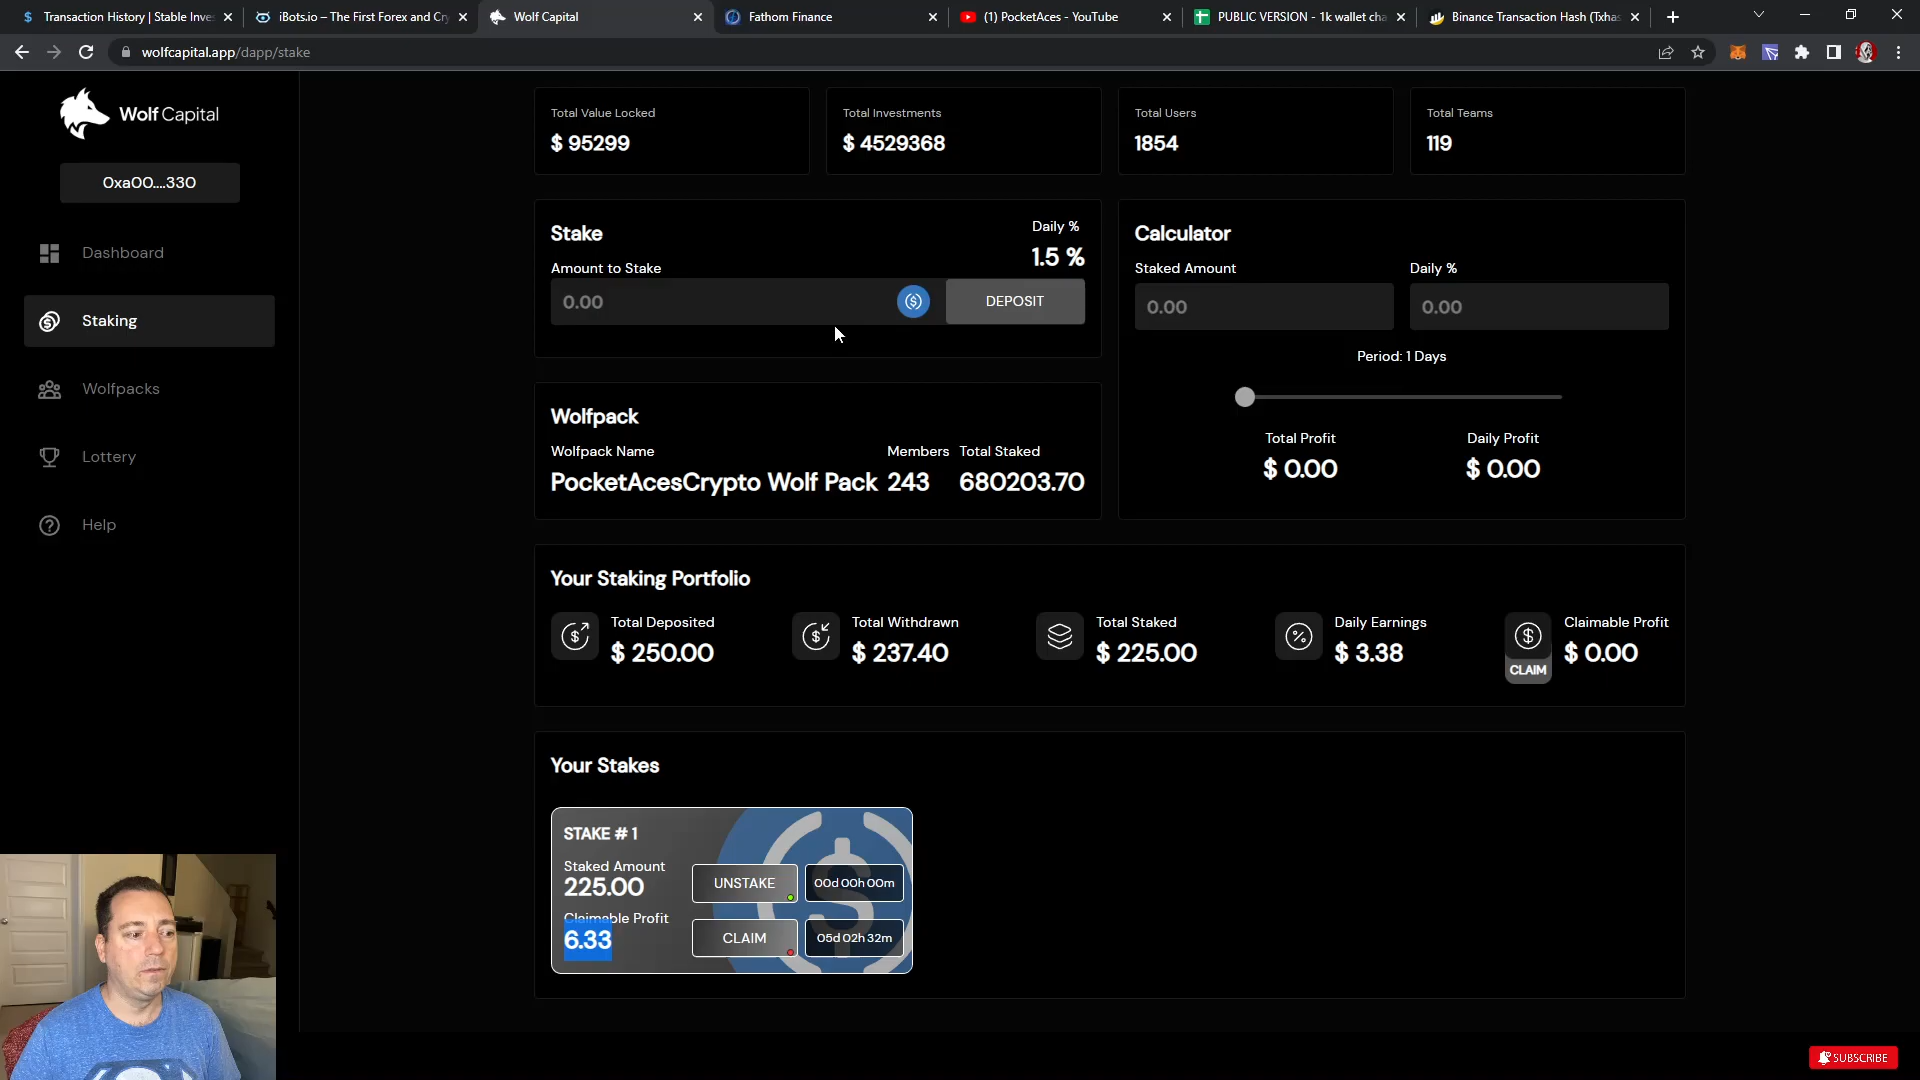 Transaction History | Stable Inves
iBots.io – The First Forex and Cry
Wolf Capital
Fathom Finance
(1) PocketAces - YouTube
PUBLIC VERSION - 1k wallet cha
Binance Transaction Hash (Txhas
wolfcapital.app/dapp/stake
Wolf Capital
0xa00....330
Dashboard
Staking
Wolfpacks
Lottery
Help
Total Value Locked
$ 95299
Total Investments
$ 4529368
Total Users
1854
Total Teams
119
Stake
Daily %
1.5 %
Amount to Stake
0.00
DEPOSIT
Calculator
Staked Amount
Daily %
0.00
0.00
Period: 1 Days
Total Profit
Daily Profit
$ 0.00
$ 0.00
Wolfpack
Wolfpack Name
Members
Total Staked
PocketAcesCrypto Wolf Pack
243
680203.70
Your Staking Portfolio
Total Deposited
$ 250.00
Total Withdrawn
$ 237.40
Total Staked
$ 225.00
Daily Earnings
$ 3.38
Claimable Profit
$ 0.00
CLAIM
Your Stakes
STAKE # 1
Staked Amount
225.00
UNSTAKE
00d 00h 00m
Claimable Profit
6.33
CLAIM
05d 02h 32m
SUBSCRIBE